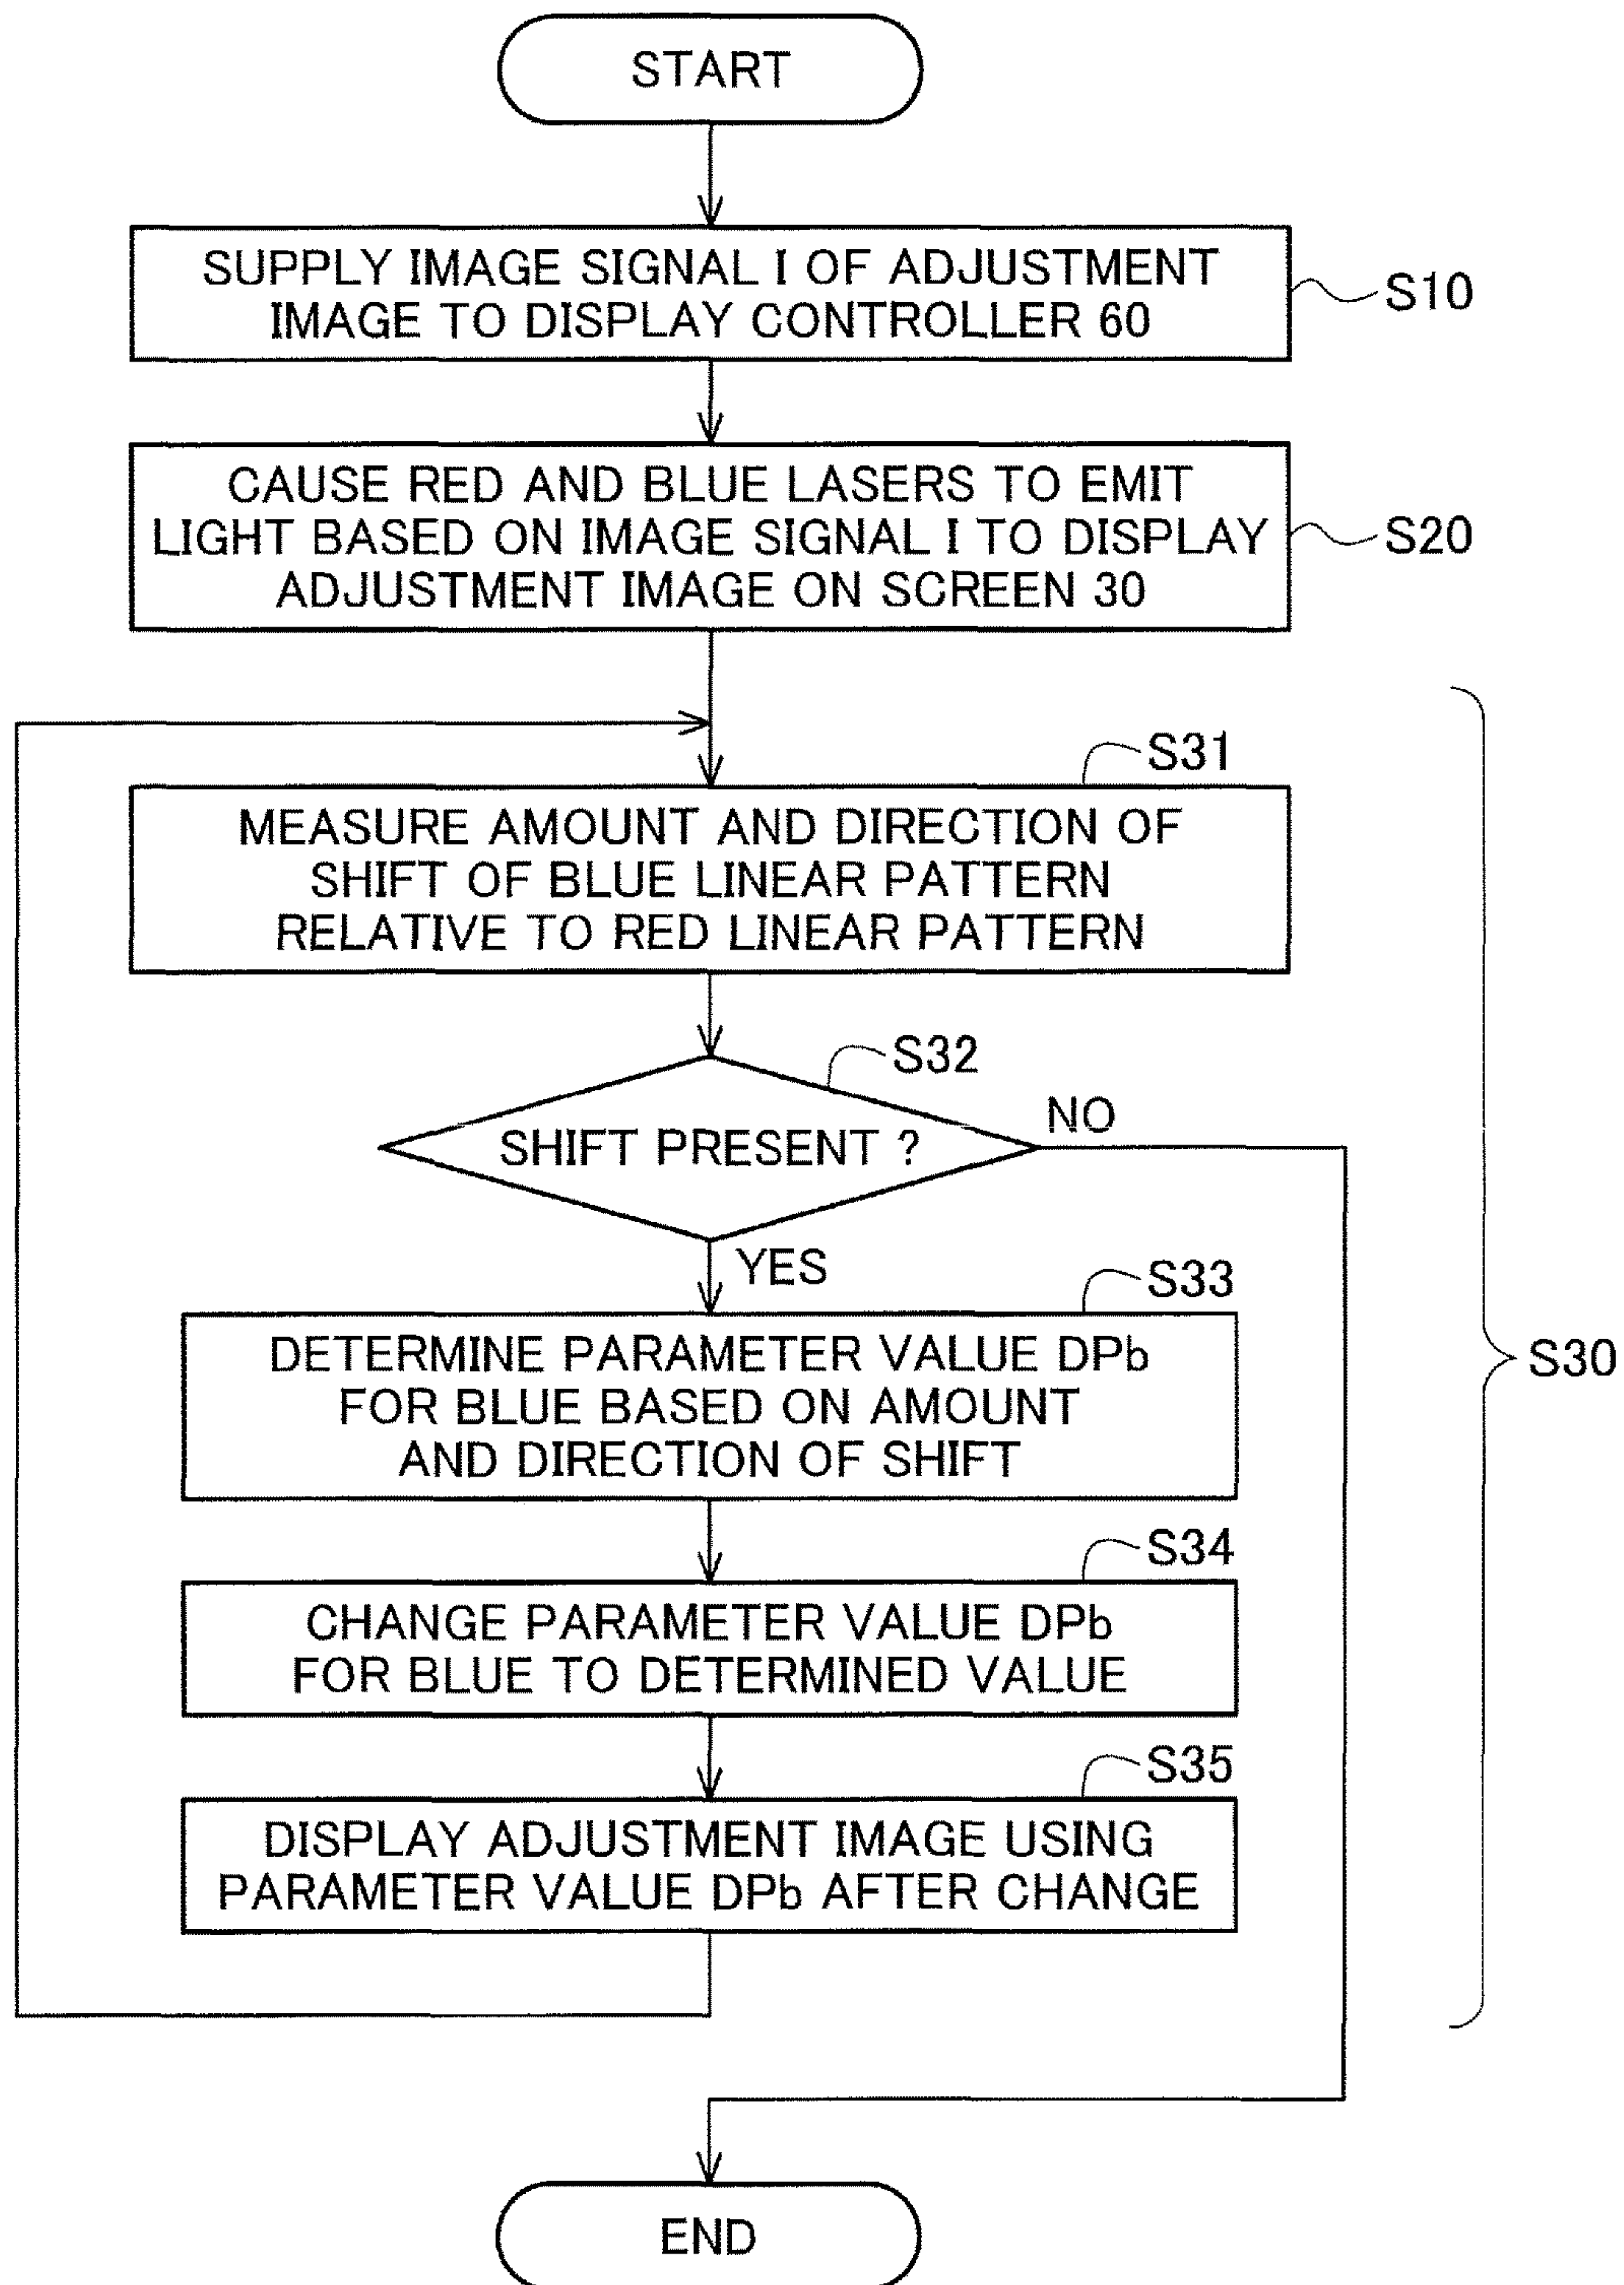 START
SUPPLY IMAGE SIGNAL I OF ADJUSTMENT
IMAGE TO DISPLAY CONTROLLER 60
S10
CAUSE RED AND BLUE LASERS TO EMIT
LIGHT BASED ON IMAGE SIGNAL I TO DISPLAY
ADJUSTMENT IMAGE ON SCREEN 30
S20
S31
MEASURE AMOUNT AND DIRECTION OF
SHIFT OF BLUE LINEAR PATTERN
RELATIVE TO RED LINEAR PATTERN
S32
SHIFT PRESENT ?
NO
YES
S33
DETERMINE PARAMETER VALUE DPb
FOR BLUE BASED ON AMOUNT
AND DIRECTION OF SHIFT
S30
S34
CHANGE PARAMETER VALUE DPb
FOR BLUE TO DETERMINED VALUE
S35
DISPLAY ADJUSTMENT IMAGE USING
PARAMETER VALUE DPb AFTER CHANGE
END